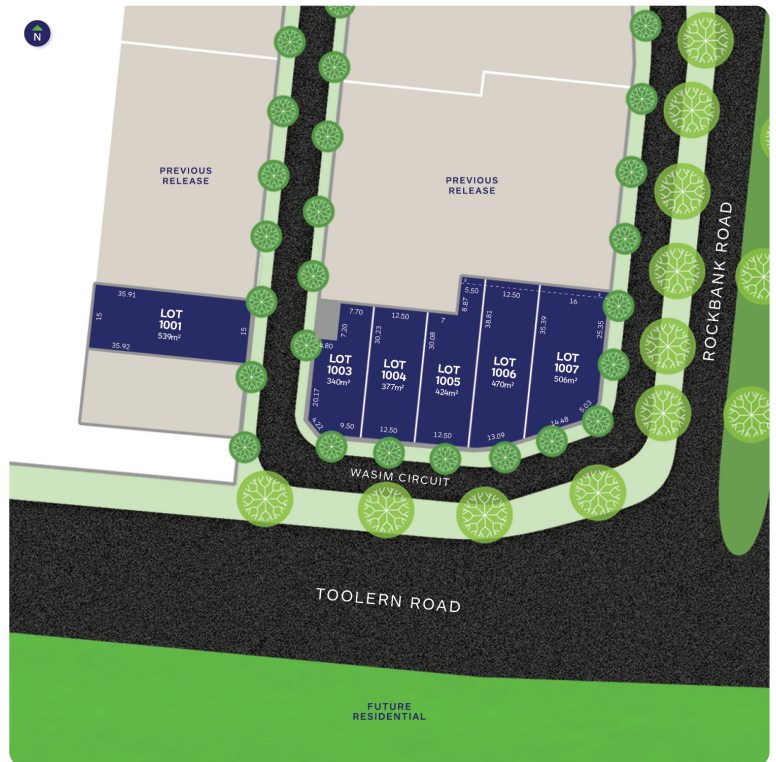 N
PREVIOUS
RELEASE
PREVIOUS
RELEASE
ROCKBANK ROAD
35.91
15
LOT
1001
539m²
15
35.92
7.70
7.20
4.80
LOT
1003
340m²
20.17
4.22
9.50
12.50
30.23
LOT
1004
377m²
12.50
7
30.08
LOT
1005
424m²
12.50
8.87
5.50
12.50
38.81
LOT
1006
470m²
13.09
16
35.39
25.35
LOT
1007
506m²
14.48
5.03
WASIM CIRCUIT
TOOLERN ROAD
FUTURE
RESIDENTIAL